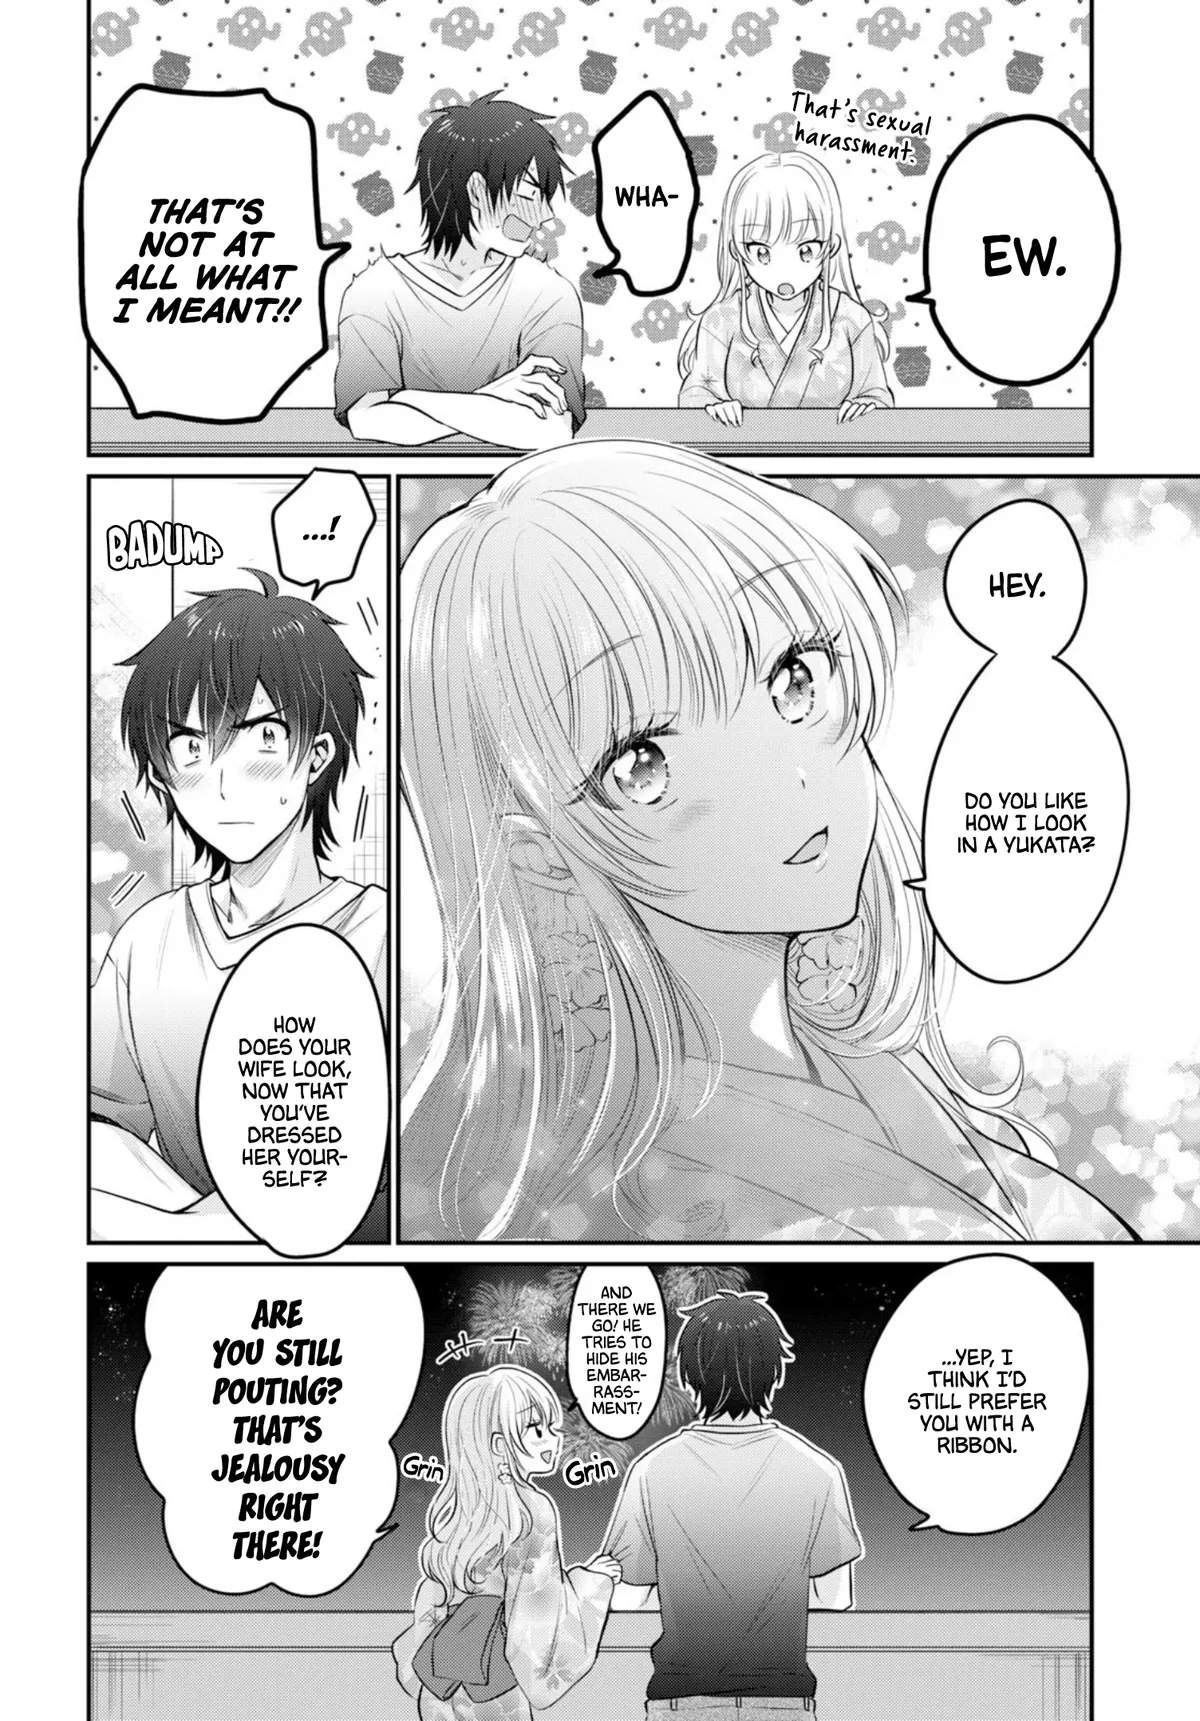 EW.
That's sexual
harassment.
WHA-
THAT'S
NOT AT
ALL WHAT
I MEANT!!
HEY.
DO YOU LIKE
HOW I LOOK
IN A YUKATA?
...!
BADUMP
HOW
DOES YOUR
WIFE LOOK,
NOW THAT
YOU'VE
DRESSED
HER YOUR-
SELF?
...YEP, I
THINK I'D
STILL PREFER
YOU WITH A
RIBBON.
AND
THERE WE
GO! HE
TRIES TO
HIDE HIS
EMBAR-
RASS-
MENT!
Grin
Grin
ARE
YOU STILL
POUTING?
THAT'S
JEALOUSY
RIGHT
THERE!